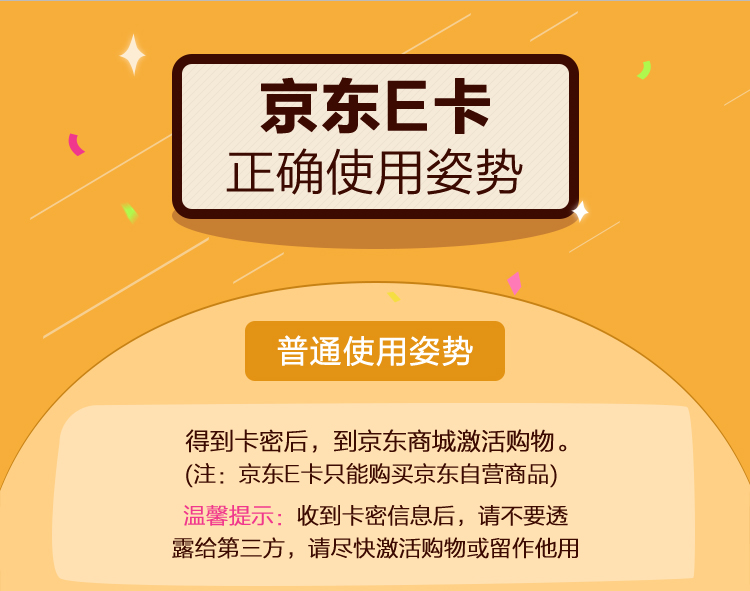 京东E卡
正确使用姿势
普通使用姿势
得到卡密后，到京东商城激活购物。
(注：京东E卡只能购买京东自营商品)
温馨提示：收到卡密信息后，请不要透
露给第三方，请尽快激活购物或留作他用